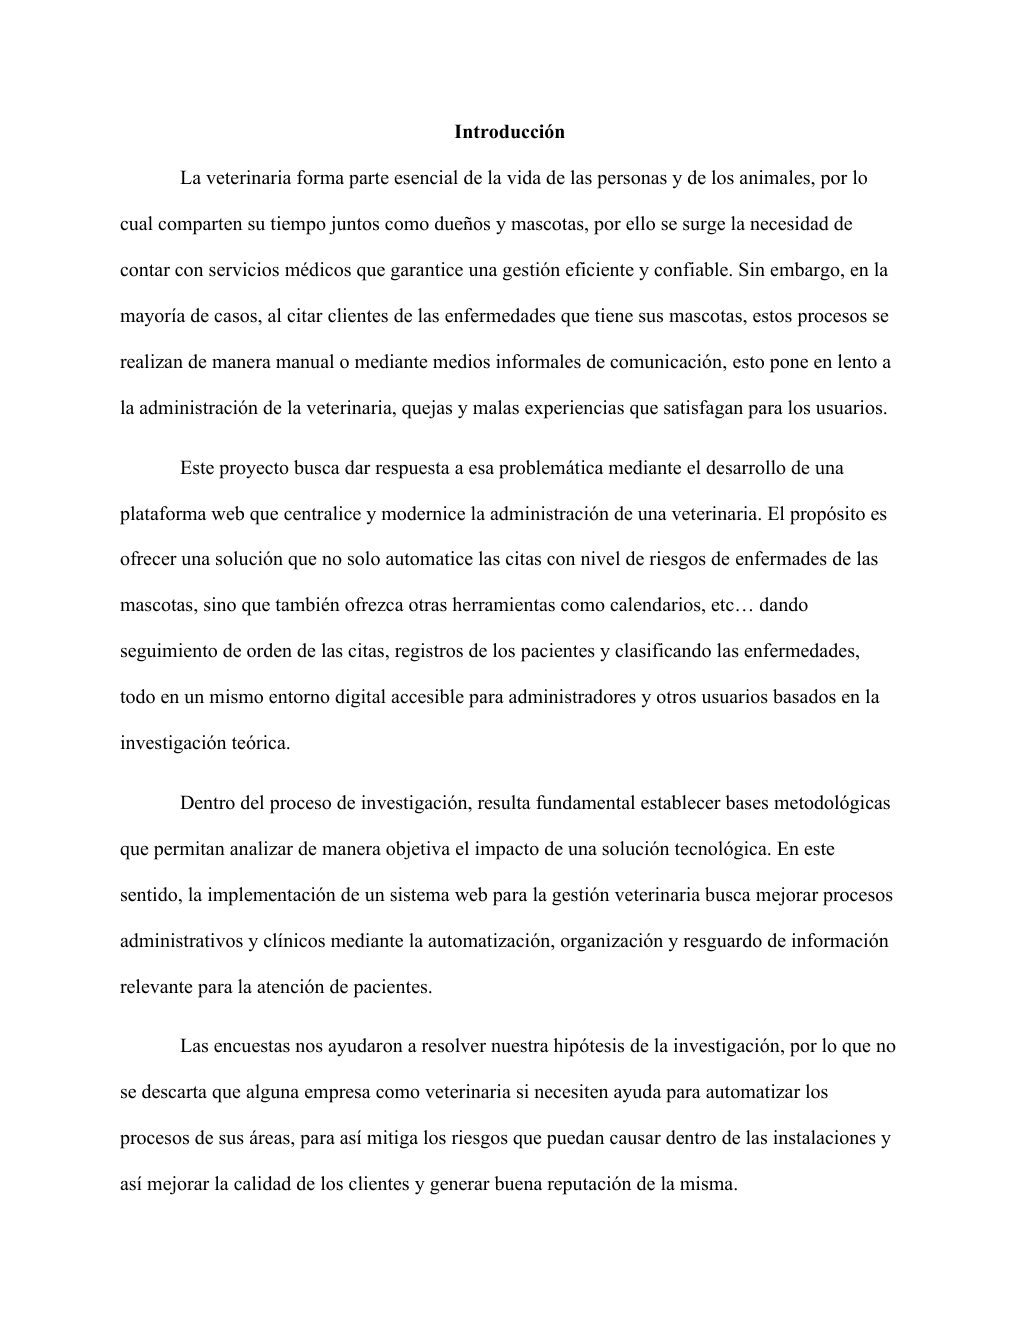 Introducción
La veterinaria forma parte esencial de la vida de las personas y de los animales, por lo
cual comparten su tiempo juntos como dueños y mascotas, por ello se surge la necesidad de
contar con servicios médicos que garantice una gestión eficiente y confiable. Sin embargo, en la
mayoría de casos, al citar clientes de las enfermedades que tiene sus mascotas, estos procesos se
realizan de manera manual o mediante medios informales de comunicación, esto pone en lento a
la administración de la veterinaria, quejas y malas experiencias que satisfagan para los usuarios.
Este proyecto busca dar respuesta a esa problemática mediante el desarrollo de una
plataforma web que centralice y modernice la administración de una veterinaria. El propósito es
ofrecer una solución que no solo automatice las citas con nivel de riesgos de enfermades de las
mascotas, sino que también ofrezca otras herramientas como calendarios, etc… dando
seguimiento de orden de las citas, registros de los pacientes y clasificando las enfermedades,
todo en un mismo entorno digital accesible para administradores y otros usuarios basados en la
investigación teórica.
Dentro del proceso de investigación, resulta fundamental establecer bases metodológicas
que permitan analizar de manera objetiva el impacto de una solución tecnológica. En este
sentido, la implementación de un sistema web para la gestión veterinaria busca mejorar procesos
administrativos y clínicos mediante la automatización, organización y resguardo de información
relevante para la atención de pacientes.
Las encuestas nos ayudaron a resolver nuestra hipótesis de la investigación, por lo que no
se descarta que alguna empresa como veterinaria si necesiten ayuda para automatizar los
procesos de sus áreas, para así mitiga los riesgos que puedan causar dentro de las instalaciones y
así mejorar la calidad de los clientes y generar buena reputación de la misma.